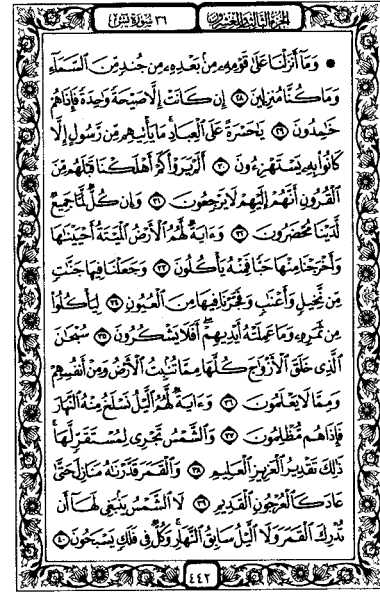 الجزء الثالث والعشرون ٣٦ سورة يس
• وَمَا أَنزَلْنَا عَلَىٰ قَوْمِهِۦ مِنۢ بَعْدِهِۦ مِن جُندٍ مِّنَ ٱلسَّمَآءِ
وَمَا كُنَّا مُنزِلِينَ ٢٨ إِن كَانَتْ إِلَّا صَيْحَةً وَٰحِدَةً فَإِذَا هُمْ
خَٰمِدُونَ ٢٩ يَٰحَسْرَةً عَلَى ٱلْعِبَادِ ۚ مَا يَأْتِيهِم مِّن رَّسُولٍ إِلَّا
كَانُوا۟ بِهِۦ يَسْتَهْزِءُونَ ٣٠ أَلَمْ يَرَوْا۟ كَمْ أَهْلَكْنَا قَبْلَهُم مِّنَ
ٱلْقُرُونِ أَنَّهُمْ إِلَيْهِمْ لَا يَرْجِعُونَ ٣١ وَإِن كُلٌّ لَّمَّا جَمِيعٌ
لَّدَيْنَا مُحْضَرُونَ ٣٢ وَءَايَةٌ لَّهُمُ ٱلْأَرْضُ ٱلْمَيْتَةُ أَحْيَيْنَٰهَا
وَأَخْرَجْنَا مِنْهَا حَبًّا فَمِنْهُ يَأْكُلُونَ ٣٣ وَجَعَلْنَا فِيهَا جَنَّٰتٍ
مِّن نَّخِيلٍ وَأَعْنَٰبٍ وَفَجَّرْنَا فِيهَا مِنَ ٱلْعُيُونِ ٣٤ لِيَأْكُلُوا۟
مِن ثَمَرِهِۦ وَمَا عَمِلَتْهُ أَيْدِيهِمْ ۖ أَفَلَا يَشْكُرُونَ ٣٥ سُبْحَٰنَ
ٱلَّذِى خَلَقَ ٱلْأَزْوَٰجَ كُلَّهَا مِمَّا تُنۢبِتُ ٱلْأَرْضُ وَمِنْ أَنفُسِهِمْ
وَمِمَّا لَا يَعْلَمُونَ ٣٦ وَءَايَةٌ لَّهُمُ ٱلَّيْلُ نَسْلَخُ مِنْهُ ٱلنَّهَارَ
فَإِذَا هُم مُّظْلِمُونَ ٣٧ وَٱلشَّمْسُ تَجْرِى لِمُسْتَقَرٍّ لَّهَا ۚ
ذَٰلِكَ تَقْدِيرُ ٱلْعَزِيزِ ٱلْعَلِيمِ ٣٨ وَٱلْقَمَرَ قَدَّرْنَٰهُ مَنَازِلَ حَتَّىٰ
عَادَ كَٱلْعُرْجُونِ ٱلْقَدِيمِ ٣٩ لَا ٱلشَّمْسُ يَنۢبَغِى لَهَآ أَن
تُدْرِكَ ٱلْقَمَرَ وَلَا ٱلَّيْلُ سَابِقُ ٱلنَّهَارِ ۚ وَكُلٌّ فِى فَلَكٍ يَسْبَحُونَ ٤٠
٤٤٢